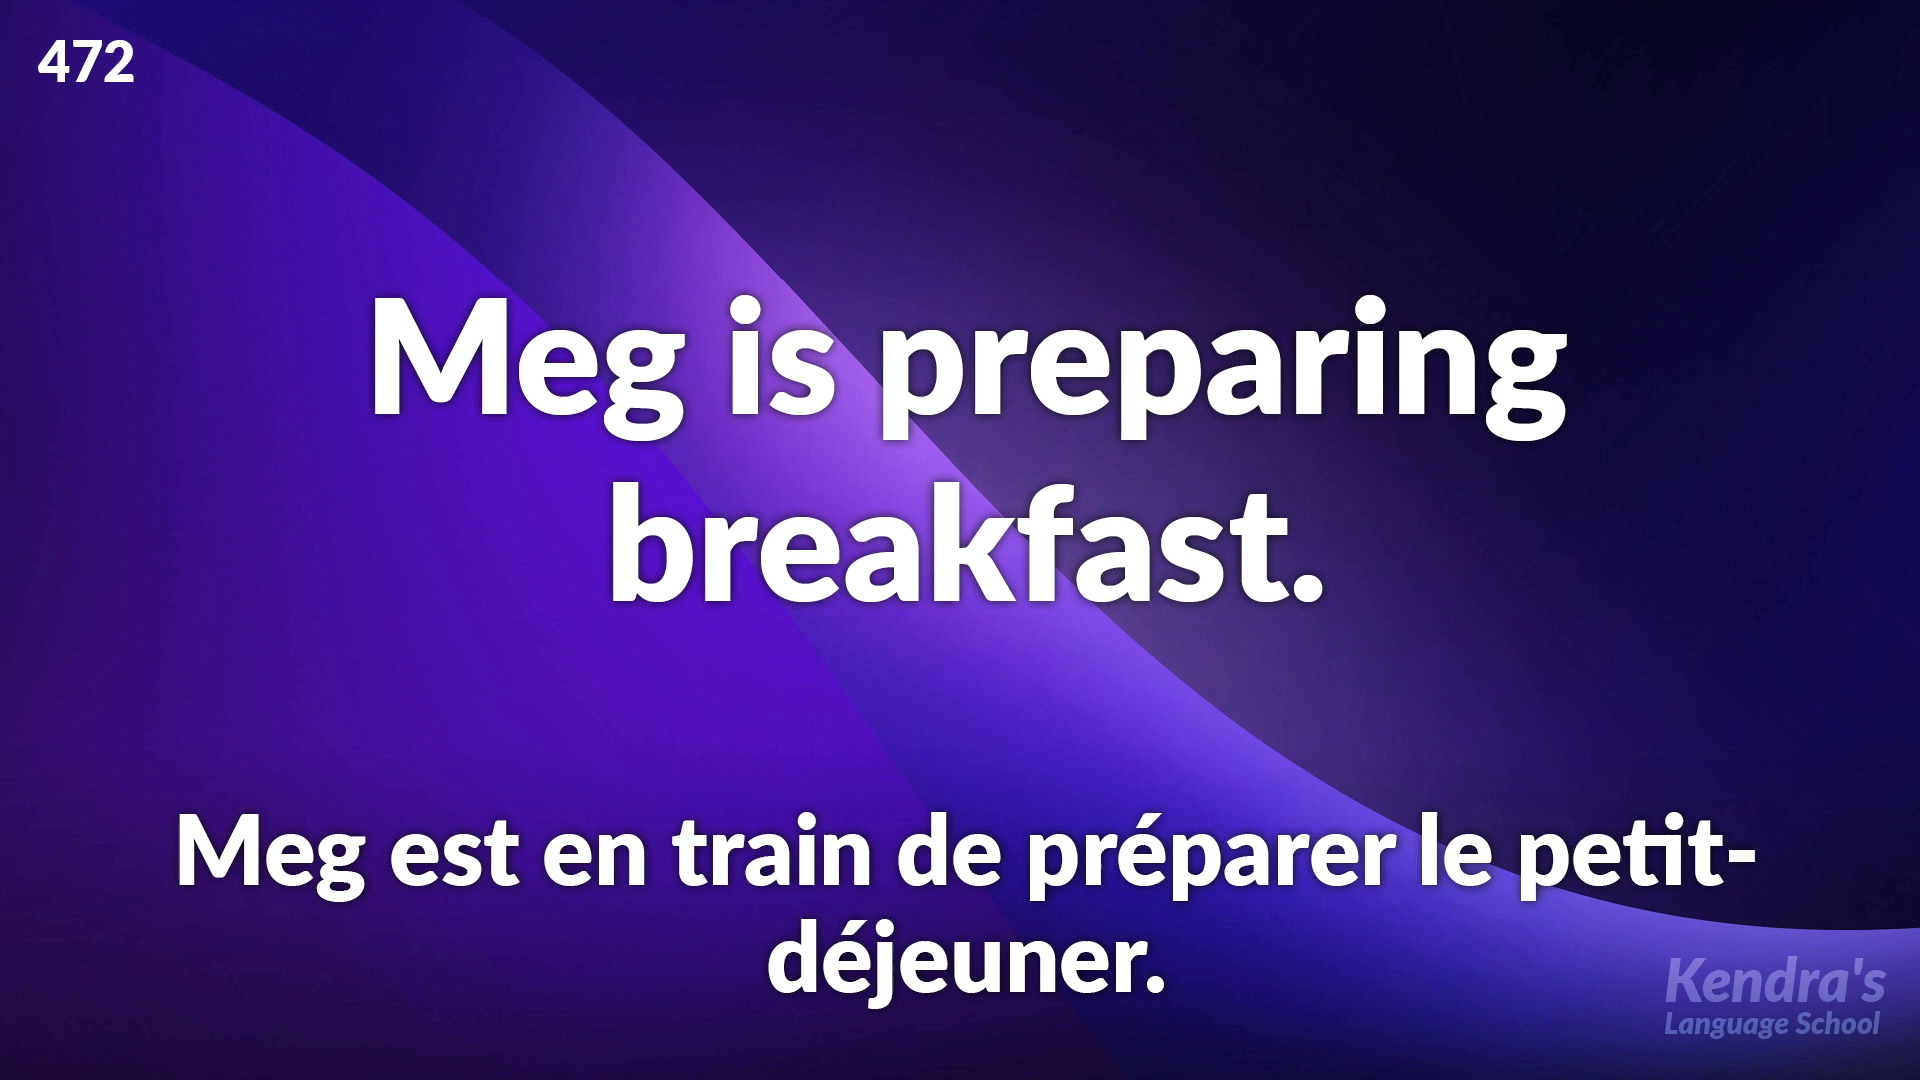 472
Meg is preparing
breakfast.
Meg est en train de préparer le petit-
déjeuner.
Kendra's
Language School